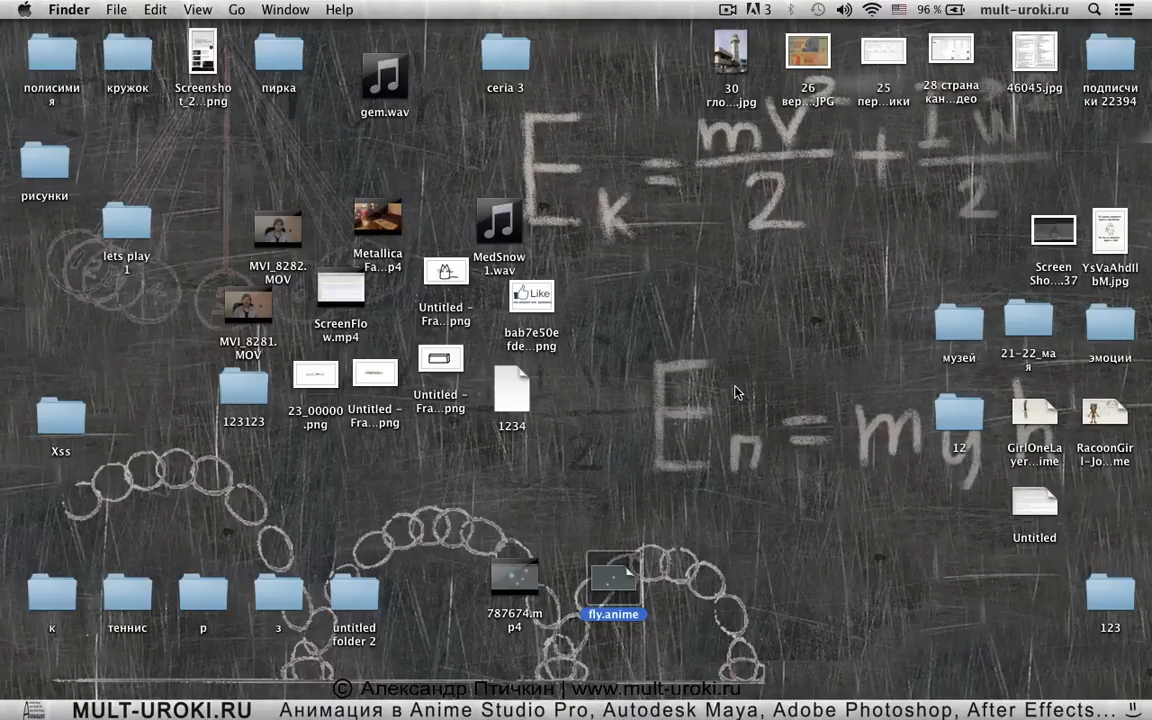 Finder File Edit View Go Window Help
3 96 % mult-uroki.ru
полисими
я
кружок
Screensho
t_2...png
пирка
gem.wav
сеria 3
30
гло...jpg
26
вер...JPG
25
пер...ики
28 страна
кан...део
46045.jpg
подписчи
ки 22394
Eк = mV²/2 +
рисунки
lets play
1
MVI_8282.
MOV
Metallica
Fa...p4
MedSnow
1.wav
Screen
Sho....37
YsVaAhdII
bM.jpg
MVI_8281.
MOV
ScreenFlo
w.mp4
Untitled –
Fra...png
Like
bab7e50e
fde...png
музей
21-22_ма
я
эмоции
123123
23_00000
.png
Untitled –
Fra...png
Untitled –
Fra...png
1234
Eп = mgh
Xss
12
GirlOneLa
yer...ime
RacoonGir
l-Jo...me
Untitled
к
теннис
р
з
untitled
folder 2
787674.m
p4
fly.anime
123
© Александр Птичкин | www.mult-uroki.ru
MULT-UROKI.RU Анимация в Anime Studio Pro, Autodesk Maya, Adobe Photoshop, After Effects...